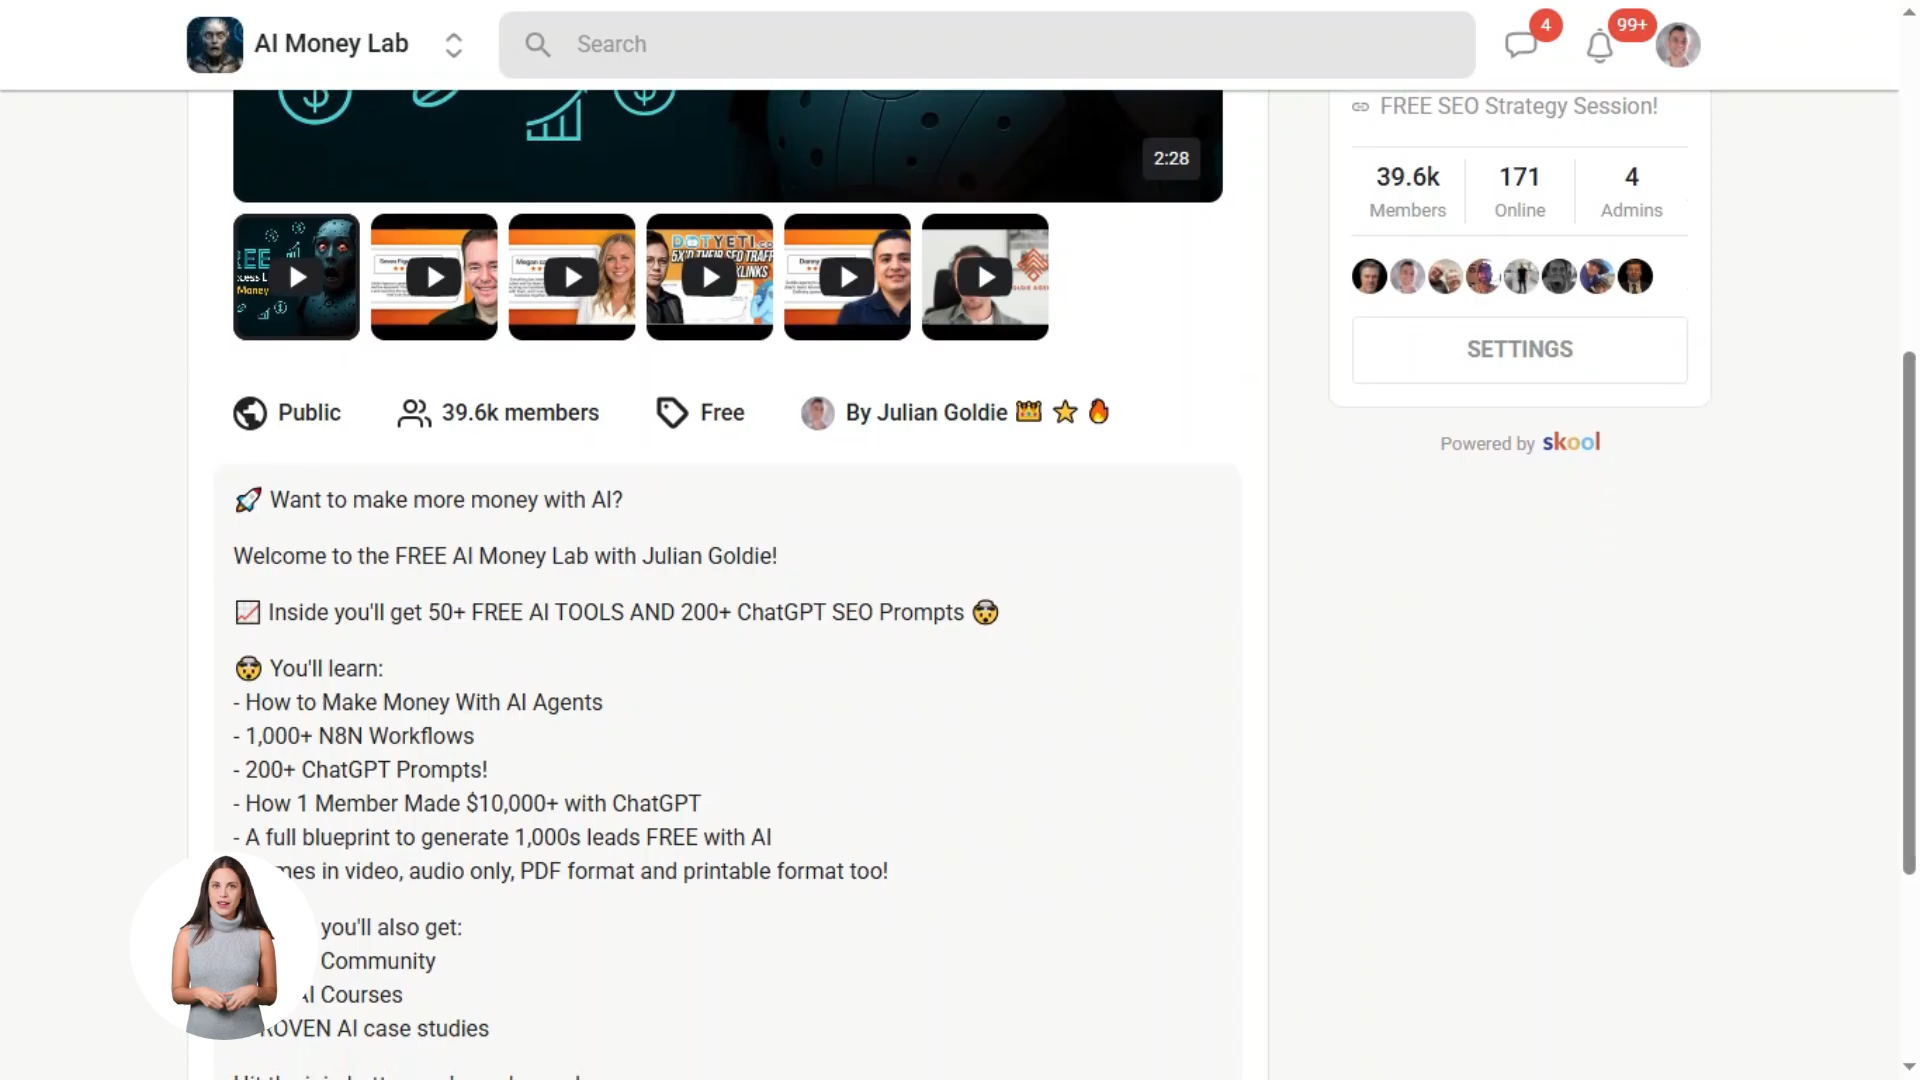 AI Money Lab
Search
4
99+
2:28
FREE SEO Strategy Session!
39.6k
Members
171
Online
4
Admins
SETTINGS
Powered by skool
Public
39.6k members
Free
By Julian Goldie 👑 ⭐ 🔥
🚀 Want to make more money with AI?
Welcome to the FREE AI Money Lab with Julian Goldie!
📈 Inside you'll get 50+ FREE AI TOOLS AND 200+ ChatGPT SEO Prompts 🤯
🤯 You'll learn:
- How to Make Money With AI Agents
- 1,000+ N8N Workflows
- 200+ ChatGPT Prompts!
- How 1 Member Made $10,000+ with ChatGPT
- A full blueprint to generate 1,000s leads FREE with AI
in video, audio only, PDF format and printable format too!
you'll also get:
Community
AI Courses
AI case studies